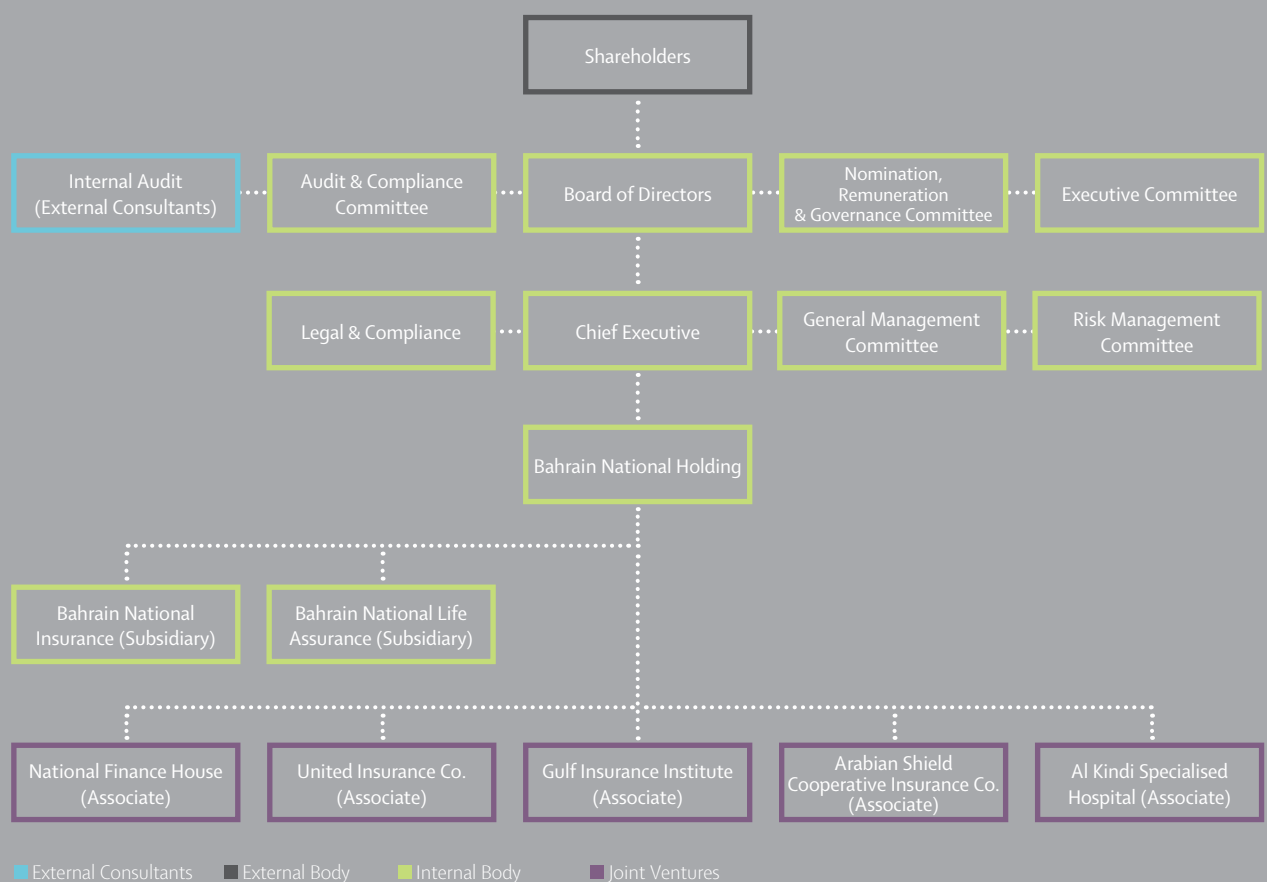 Shareholders
Internal Audit
(External Consultants)
Audit & Compliance
Committee
Board of Directors
Nomination,
Remuneration
& Governance Committee
Executive Committee
Legal & Compliance
Chief Executive
General Management
Committee
Risk Management
Committee
Bahrain National Holding
Bahrain National
Insurance (Subsidiary)
Bahrain National Life
Assurance (Subsidiary)
National Finance House
(Associate)
United Insurance Co.
(Associate)
Gulf Insurance Institute
(Associate)
Arabian Shield
Cooperative Insurance Co.
(Associate)
Al Kindi Specialised
Hospital (Associate)
External Consultants
External Body
Internal Body
Joint Ventures